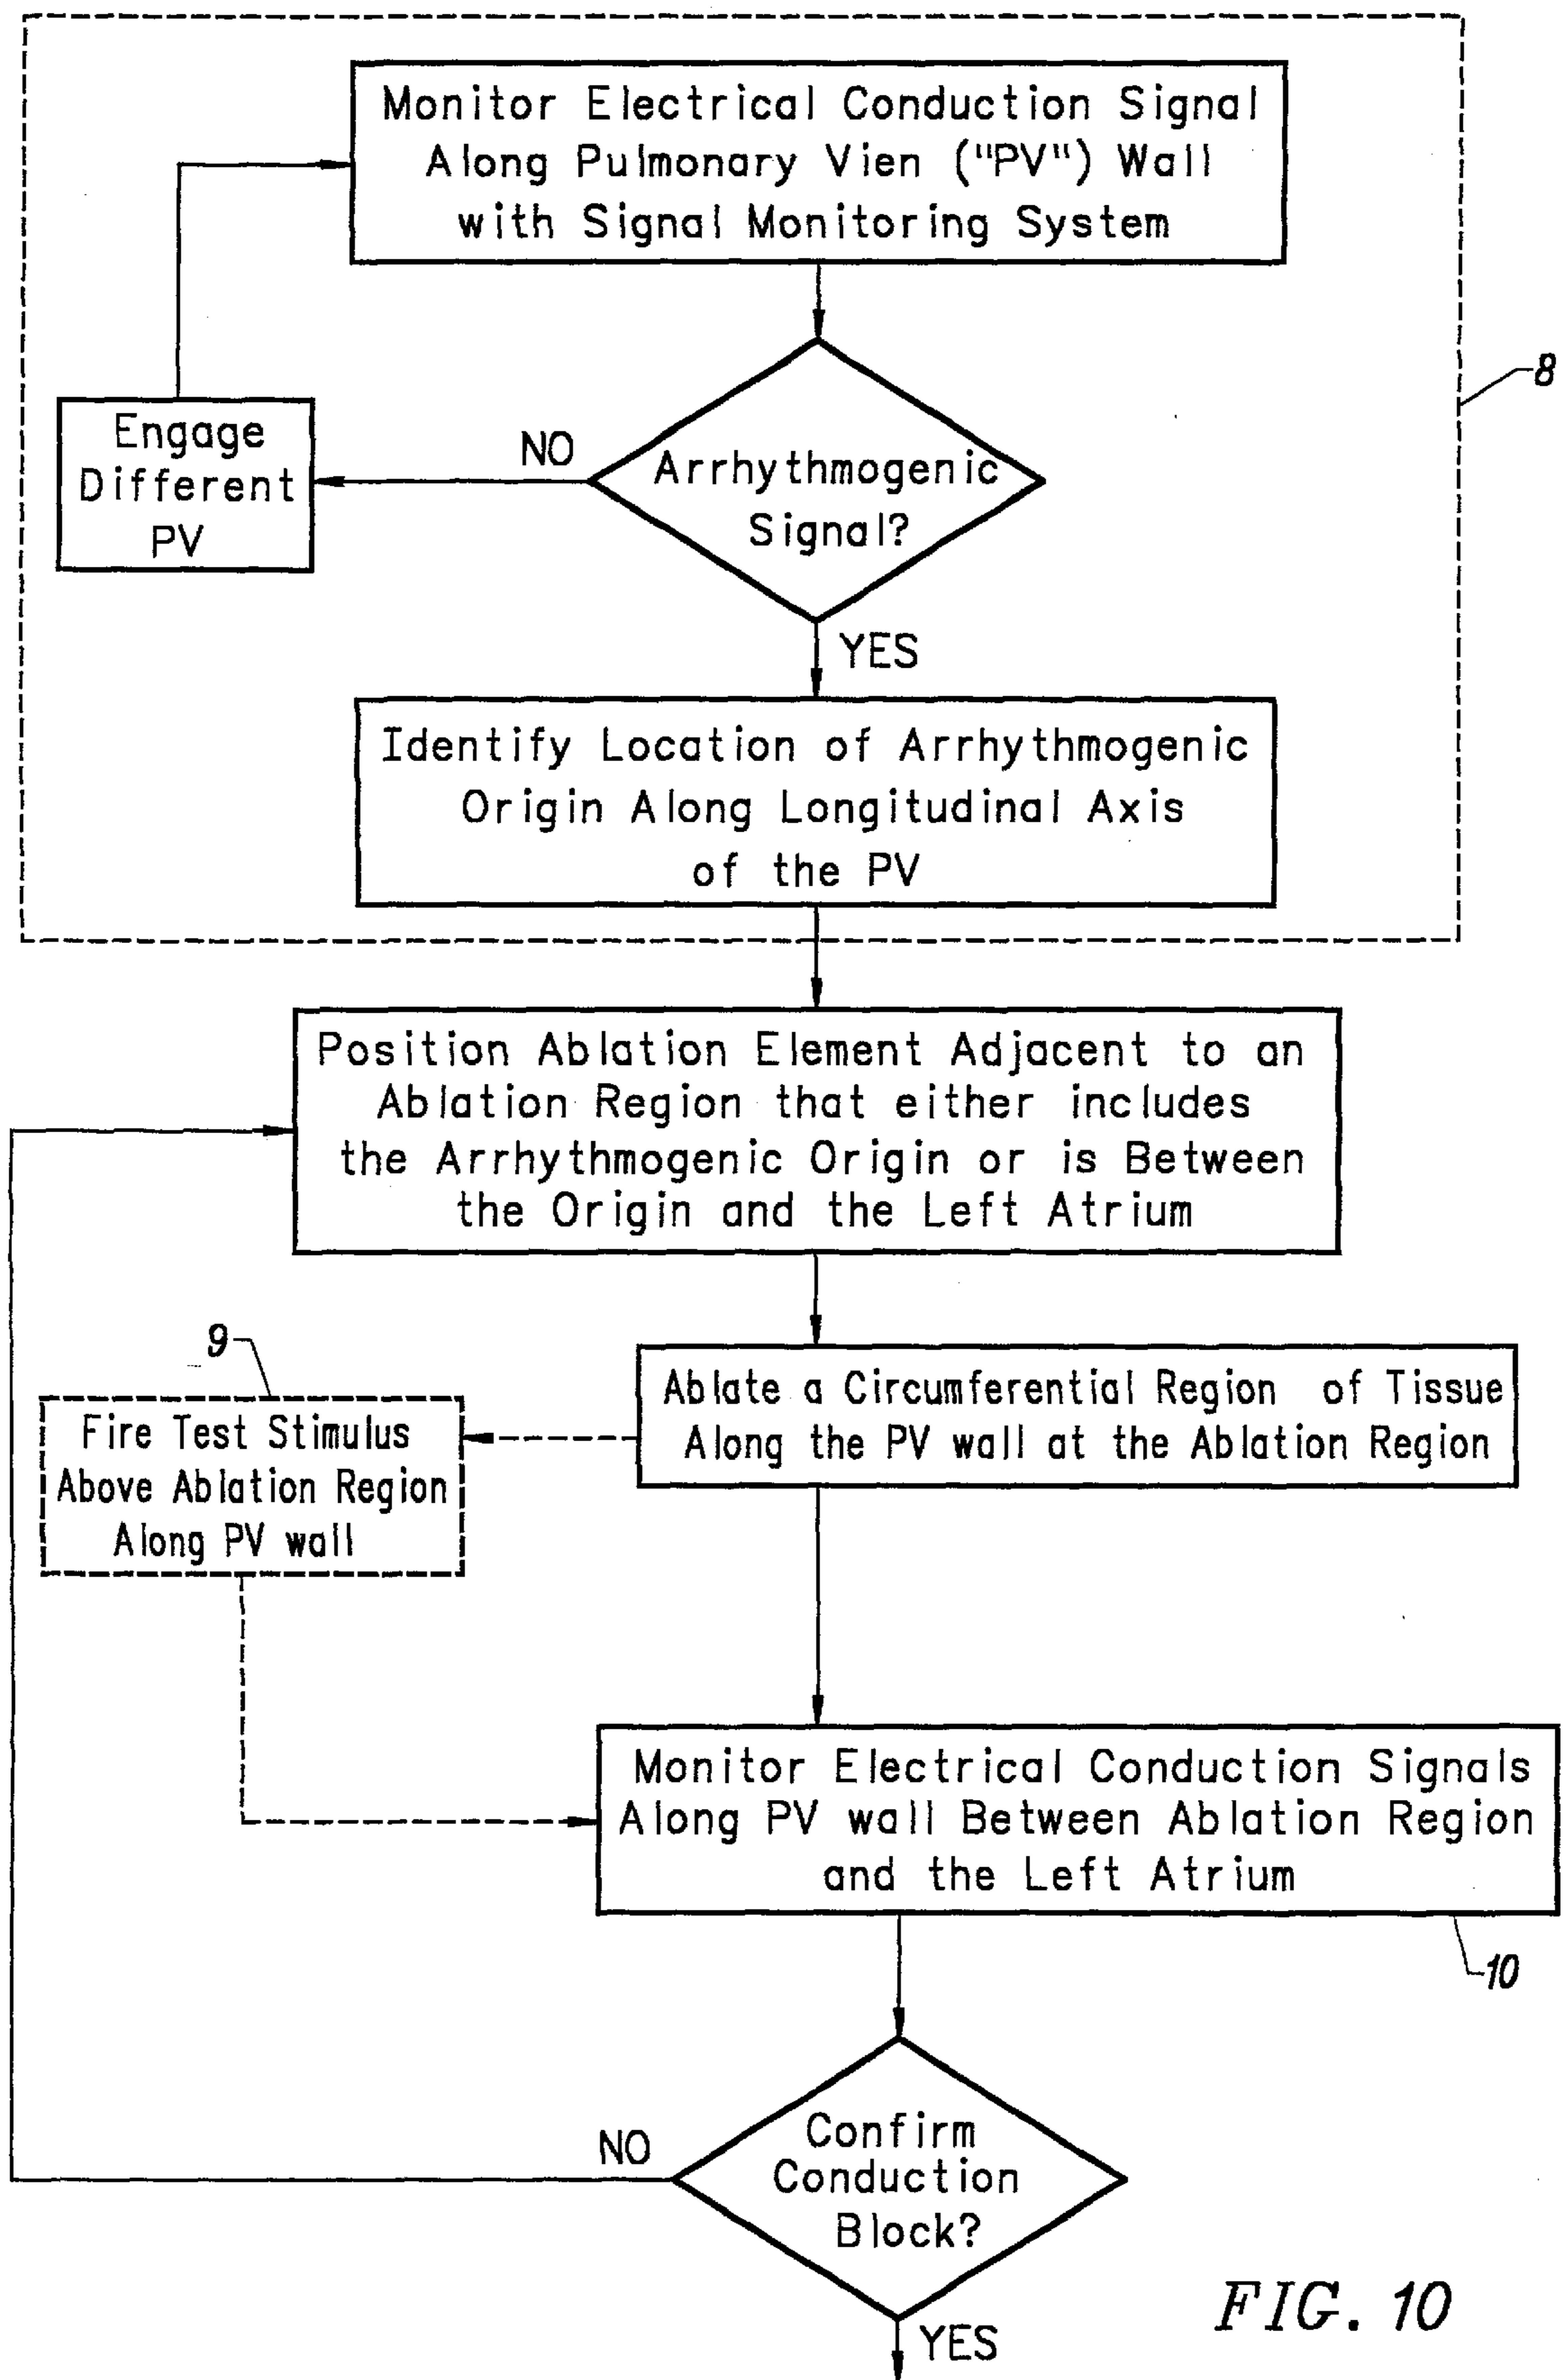 Monitor Electrical Conduction Signal
Along Pulmonary Vien ("PV") Wall
with Signal Monitoring System
8
Engage
Different
PV
NO
Arrhythmogenic
Signal?
YES
Identify Location of Arrhythmogenic
Origin Along Longitudinal Axis
of the PV
Position Ablation Element Adjacent to an
Ablation Region that either includes
the Arrhythmogenic Origin or is Between
the Origin and the Left Atrium
9
Ablate a Circumferential Region of Tissue
Along the PV wall at the Ablation Region
Fire Test Stimulus
Above Ablation Region
Along PV wall
Monitor Electrical Conduction Signals
Along PV wall Between Ablation Region
and the Left Atrium
10
NO
Confirm
Conduction
Block?
YES
FIG. 10